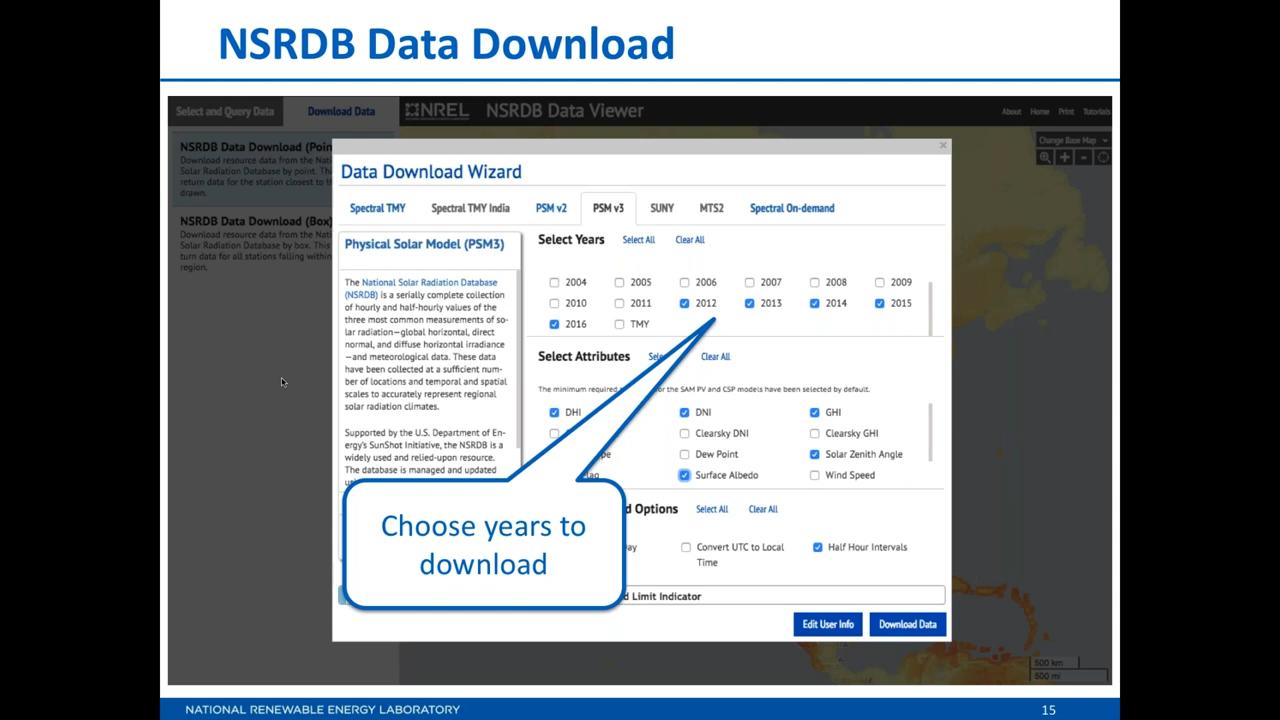 NSRDB Data Download
Select and Query Data
Download Data
NREL
NSRDB Data Viewer
About
Home
Print
Tutorials
NSRDB Data Download (Poin
Download resource data from the Nati
Solar Radiation Database by point. Thi
return data for the station closest to th
drawn.
NSRDB Data Download (Box)
Download resource data from the Nati
Solar Radiation Database by box. This
turn data for all stations falling within
region.
Change Base Map
Data Download Wizard
Spectral TMY
Spectral TMY India
PSM v2
PSM v3
SUNY
MTS2
Spectral On-demand
Physical Solar Model (PSM3)
The National Solar Radiation Database
(NSRDB) is a serially complete collection
of hourly and half-hourly values of the
three most common measurements of so-
lar radiation—global horizontal, direct
normal, and diffuse horizontal irradiance
—and meteorological data. These data
have been collected at a sufficient num-
ber of locations and temporal and spatial
scales to accurately represent regional
solar radiation climates.
Supported by the U.S. Department of En-
ergy's SunShot Initiative, the NSRDB is a
widely used and relied-upon resource.
The database is managed and updated
Select Years Select All Clear All
2004 2005 2006 2007 2008 2009
2010 2011 2012 2013 2014 2015
2016 TMY
Select Attributes Clear All
The minimum required for the SAM PV and CSP models have been selected by default.
DHI DNI GHI
Clearsky DNI Clearsky GHI
Dew Point Solar Zenith Angle
Surface Albedo Wind Speed
d Options Select All Clear All
ay Convert UTC to Local Half Hour Intervals
Time
d Limit Indicator
Edit User Info
Download Data
Choose years to
download
500 km
500 mi
NATIONAL RENEWABLE ENERGY LABORATORY
15